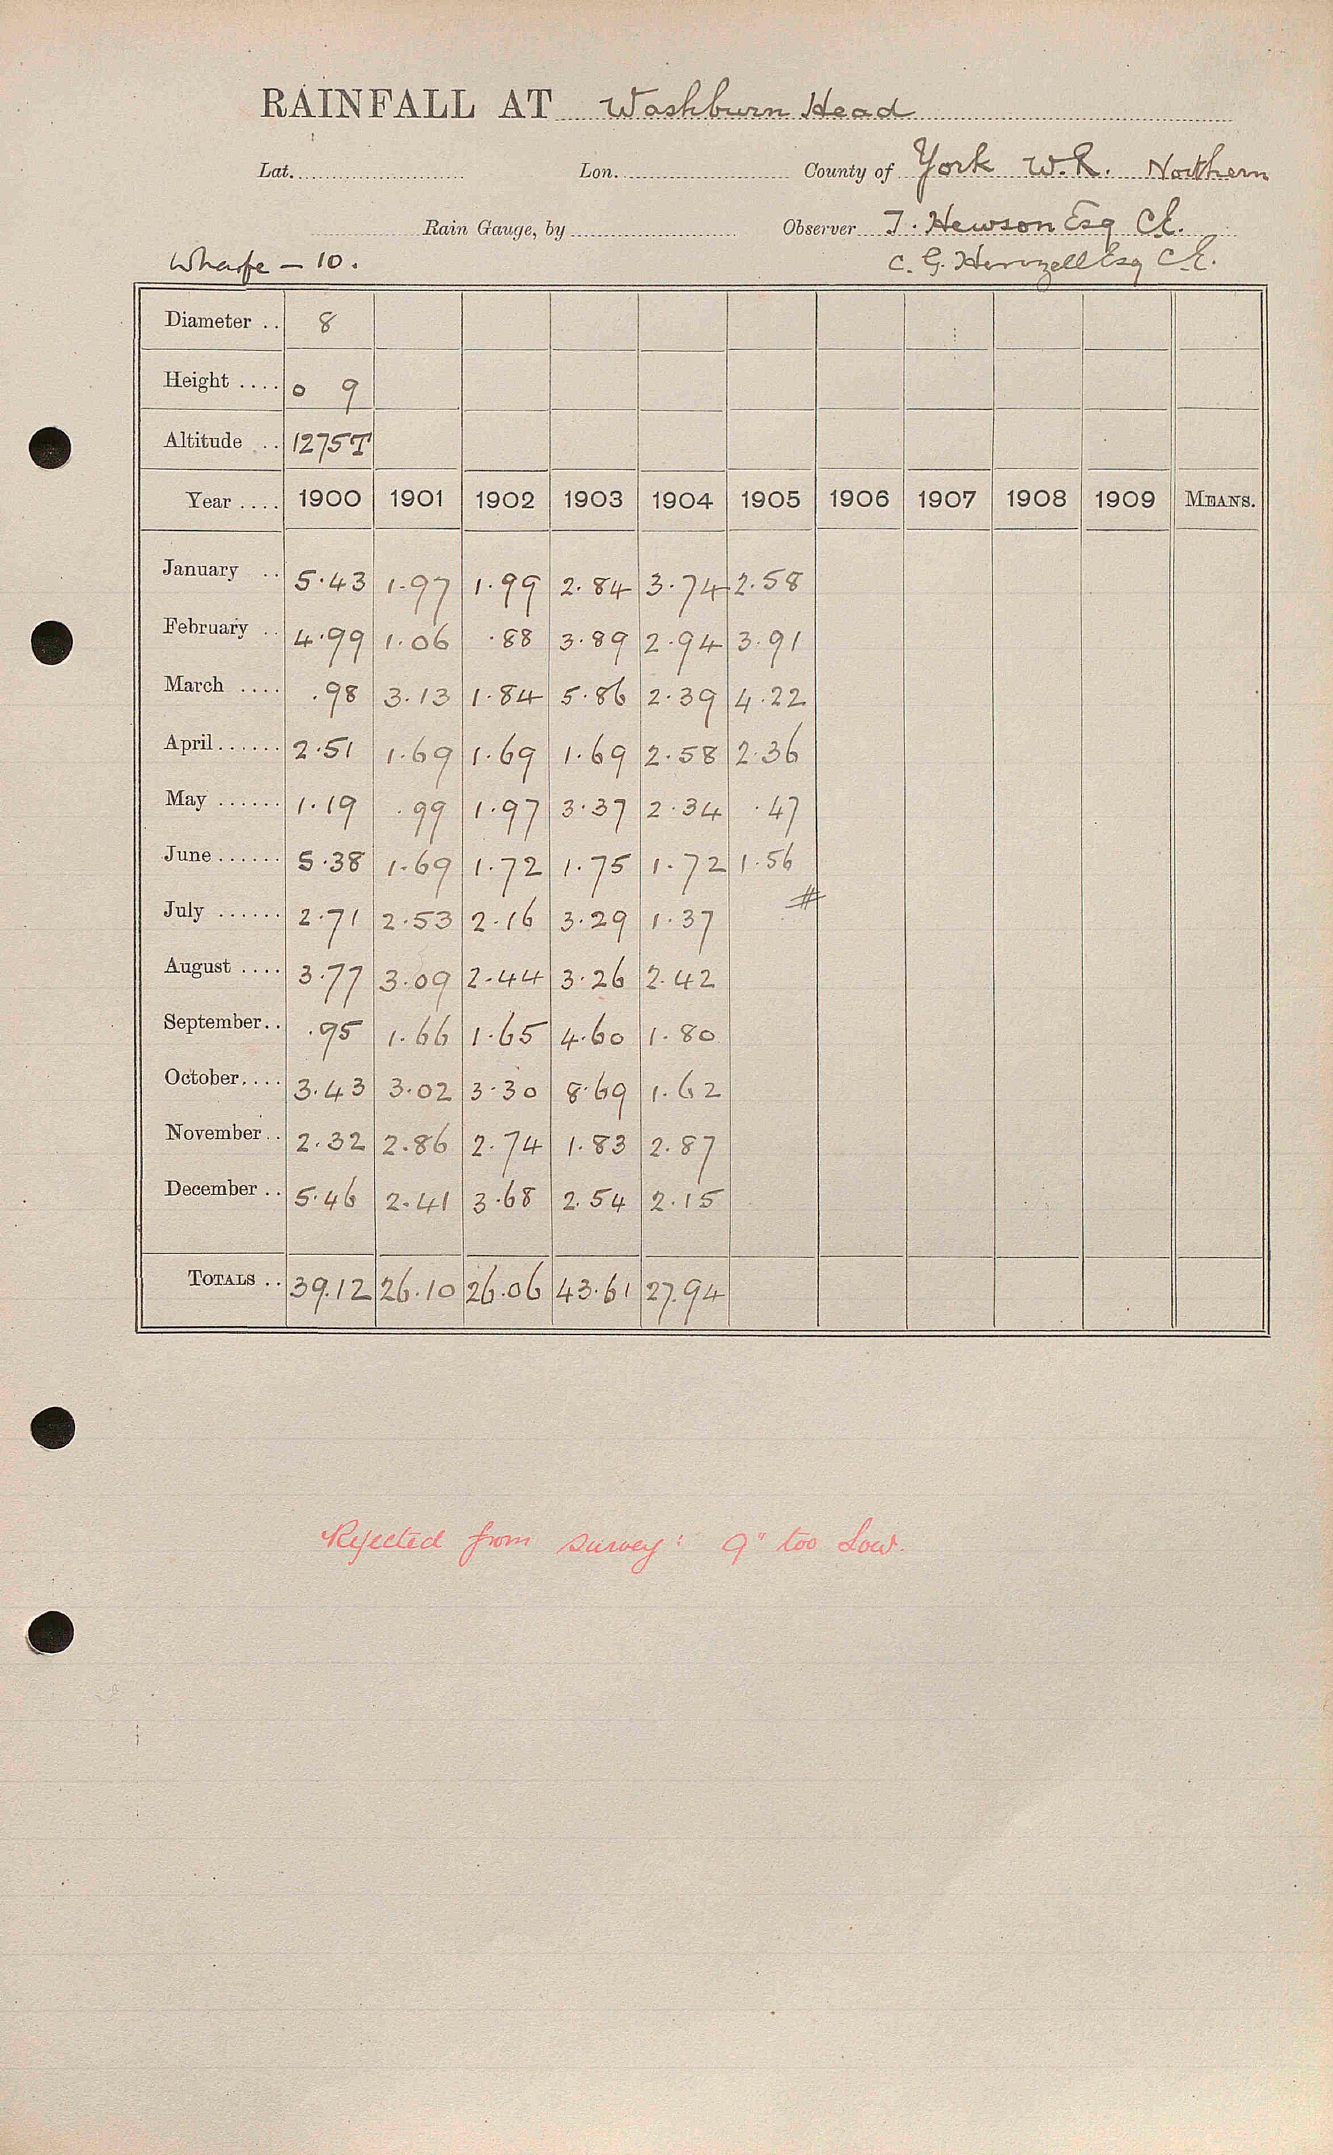 RAINFALL AT Washburn Head
Lat. Lon. County of York W.R. Northern
Rain Gauge, by Observer T. Hewson Esq C.E.
Wharfe - 10. C. G. Henzell Esq C.E.
Diameter .. 8
Height .... 0 9
Altitude .. 1275T
Year .... 1900 1901 1902 1903 1904 1905 1906 1907 1908 1909 MEANS.
January .. 5.43 1.97 1.99 2.84 3.74 2.58
February .. 4.99 1.06 .88 3.89 2.94 3.91
March .... .98 3.13 1.84 5.86 2.39 4.22
April...... 2.51 1.69 1.69 1.69 2.58 2.36
May ...... 1.19 .99 1.97 3.37 2.34 .47
June ...... 5.38 1.69 1.72 1.75 1.72 1.56
July ...... 2.71 2.53 2.16 3.29 1.37 #
August .... 3.77 3.09 2.44 3.26 2.42
September.. .95 1.66 1.65 4.60 1.80
October.... 3.43 3.02 3.30 8.69 1.62
November.. 2.32 2.86 2.74 1.83 2.87
December .. 5.46 2.41 3.68 2.54 2.15
TOTALS .. 39.12 26.10 26.06 43.61 27.94
Rejected from survey: 9" too low.